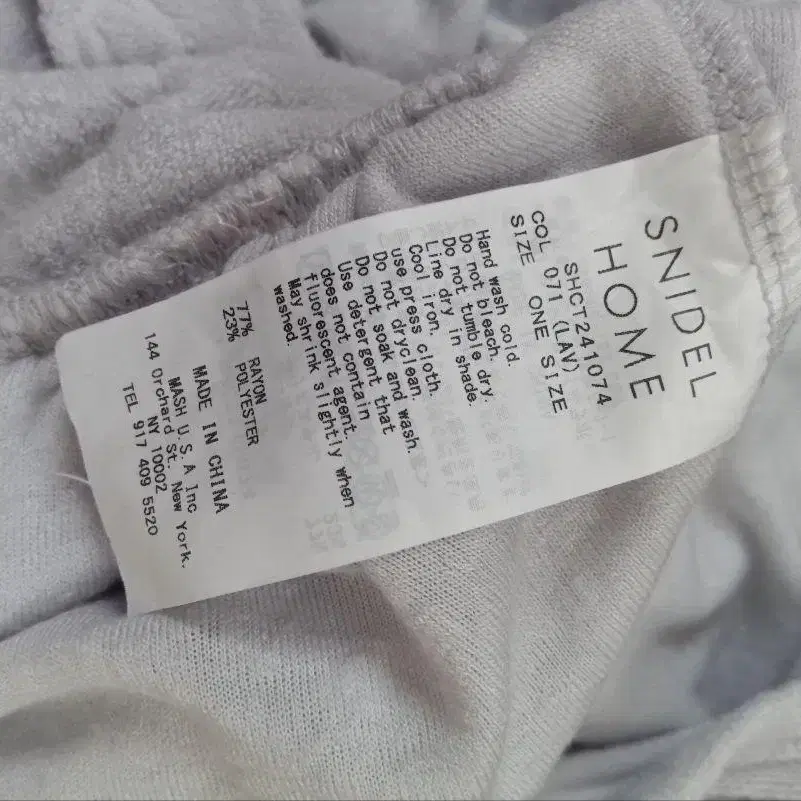 SNIDEL
HOME
SHCT241074
COL 071 (LAV)
SIZE ONE SIZE
Hand wash cold.
Do not bleach.
Do not tumble dry.
Line dry in shade.
Cool iron.
use press cloth.
Do not dryclean.
Do not soak and wash.
Use detergent that
does not contain
fluorescent agent.
May shrink slightly when
washed.
77% RAYON
23% POLYESTER
MADE IN CHINA
MASH U.S.A Inc
144 Orchard St. New York.
NY 10002
TEL 917 409 5520